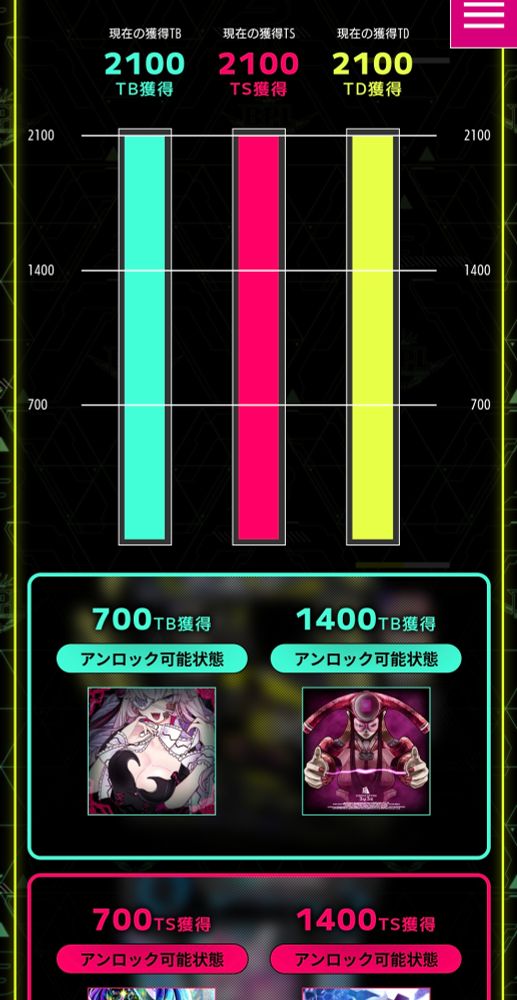 現在の獲得TB 現在の獲得TS 現在の獲得TD
2100 2100 2100
TB獲得 TS獲得 TD獲得
2100 2100
1400 1400
700 700
700TB獲得 1400TB獲得
アンロック可能状態 アンロック可能状態
700TS獲得 1400TS獲得
アンロック可能状態 アンロック可能状態